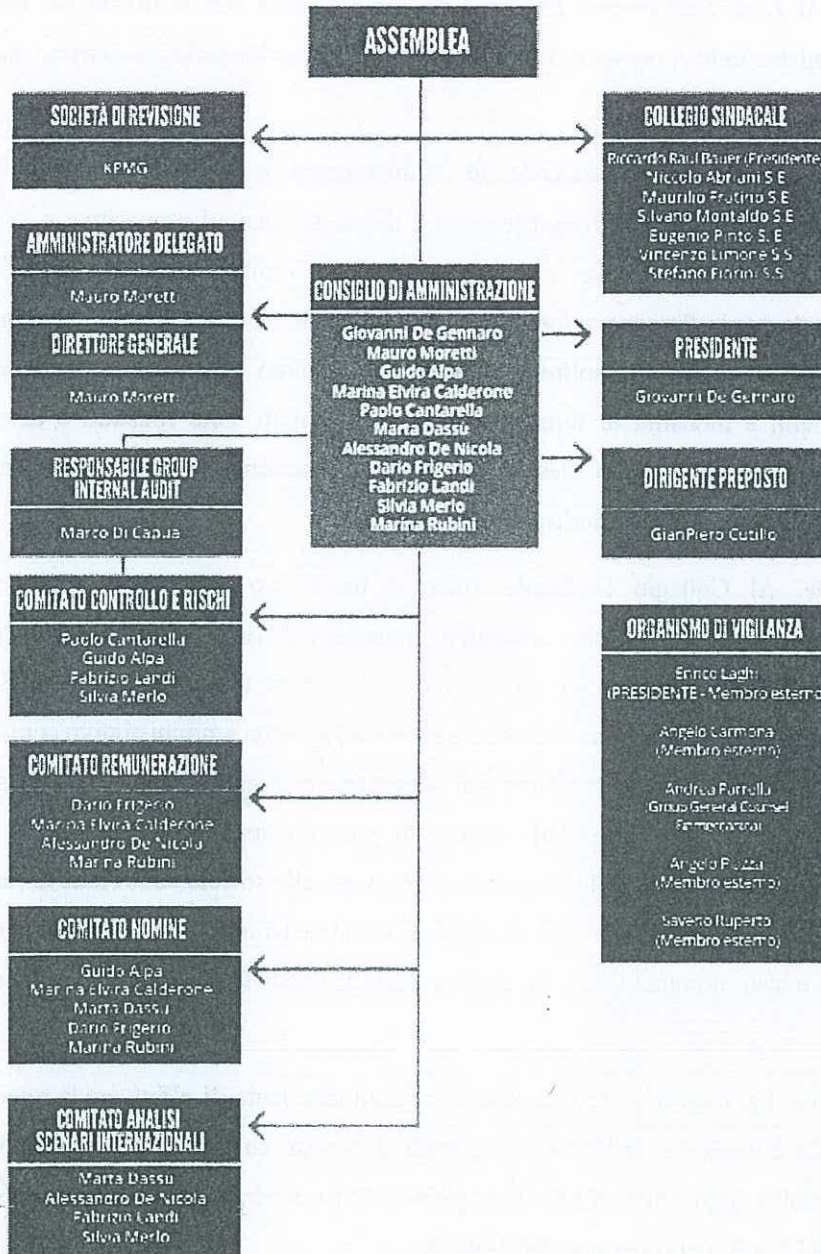 ASSEMBLEA
SOCIETÀ DI REVISIONE
KPMG
COLLEGIO SINDACALE
Riccardo Raul Bauer (Presidente)
Niccolò Abriani S.E
Maurilio Fratino S.E
Silvano Montaldo S.E
Eugenio Pinto S. E
Vincenzo Limone S.S
Stefano Fiorini S.S
AMMINISTRATORE DELEGATO
Mauro Moretti
DIRETTORE GENERALE
Mauro Moretti
CONSIGLIO DI AMMINISTRAZIONE
Giovanni De Gennaro
Mauro Moretti
Guido Alpa
Marina Elvira Calderone
Paolo Cantarella
Marta Dassù
Alessandro De Nicola
Dario Frigerio
Fabrizio Landi
Silvia Merlo
Marina Rubini
PRESIDENTE
Giovanni De Gennaro
RESPONSABILE GROUP
INTERNAL AUDIT
Marco Di Capua
DIRIGENTE PREPOSTO
GianPiero Cutillo
COMITATO CONTROLLO E RISCHI
Paolo Cantarella
Guido Alpa
Fabrizio Landi
Silvia Merlo
ORGANISMO DI VIGILANZA
Enrico Laghi
(PRESIDENTE - Membro esterno)
Angelo Carmona
(Membro esterno)
Andrea Parrella
(Group General Counsel
Finmeccanica)
Angelo Piazza
(Membro esterno)
Saverio Ruperto
(Membro esterno)
COMITATO REMUNERAZIONE
Dario Frigerio
Marina Elvira Calderone
Alessandro De Nicola
Marina Rubini
COMITATO NOMINE
Guido Alpa
Marina Elvira Calderone
Marta Dassù
Dario Frigerio
Marina Rubini
COMITATO ANALISI
SCENARI INTERNAZIONALI
Marta Dassù
Alessandro De Nicola
Fabrizio Landi
Silvia Merlo